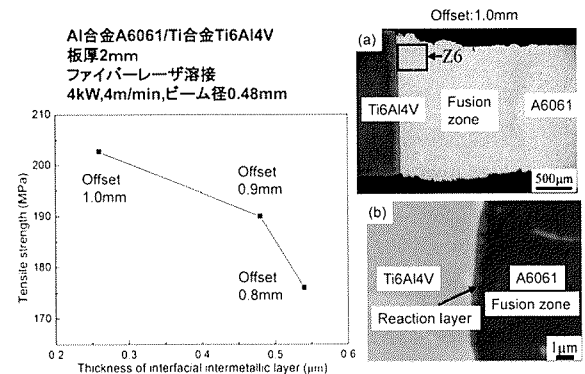 Al合金A6061/Ti合金Ti6Al4V
板厚2mm
ファイバーレーザ溶接
4kW,4m/min,ビーム径0.48mm
Tensile strength (MPa)
210
200
190
180
170
Offset
1.0mm
Offset
0.9mm
Offset
0.8mm
0.2 0.3 0.4 0.5 0.6
Thickness of interfacial intermetallic layer (μm)
Offset:1.0mm
(a)
Z6
Ti6Al4V
Fusion
zone
A6061
500μm
(b)
Ti6Al4V
A6061
Fusion zone
Reaction layer
1μm